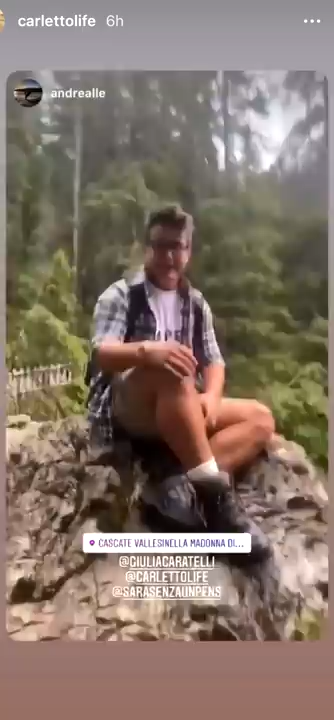 carlettolife 6h
andrealle
CASCATE VALLESINELLA MADONNA DI...
@GIULIACARATELLI
@CARLETTOLIFE
@SARASENZAUNPENS